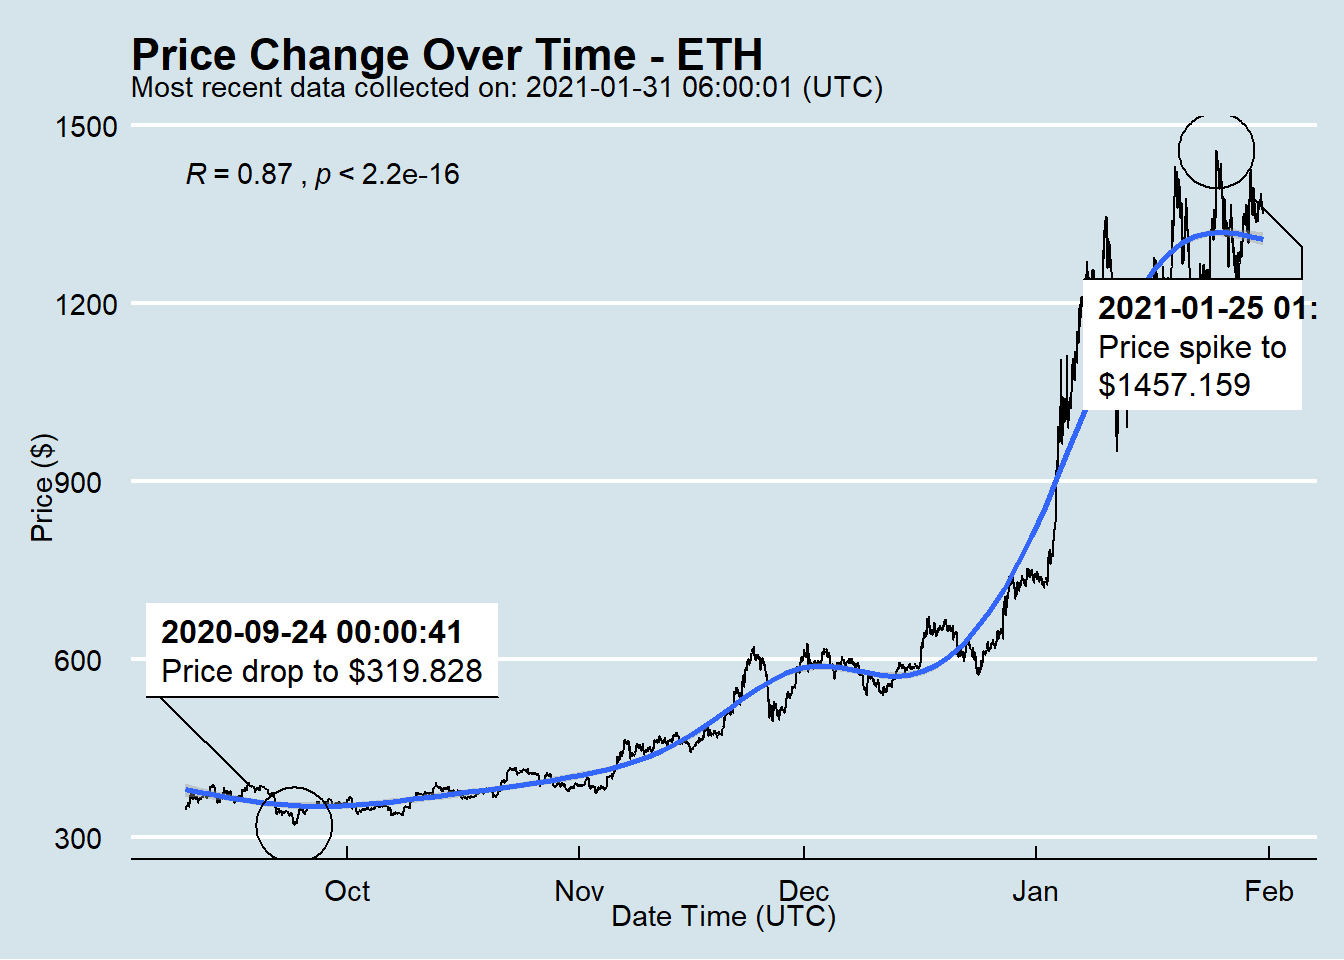 Price Change Over Time - ETH
Most recent data collected on: 2021-01-31 06:00:01 (UTC)
R = 0.87 , p < 2.2e-16
1500
1200
900
600
300
Price ($)
2021-01-25 01:
Price spike to
$1457.159
2020-09-24 00:00:41
Price drop to $319.828
Oct Nov Dec Jan Feb
Date Time (UTC)